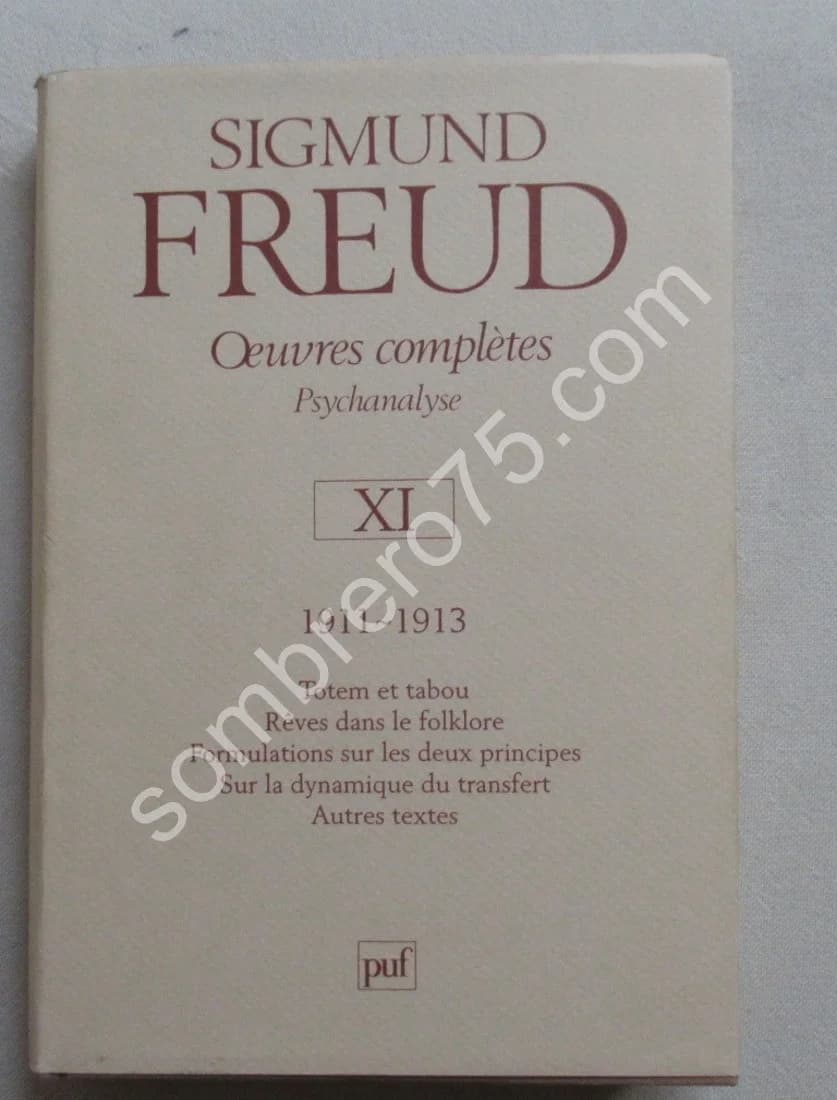 SIGMUND
FREUD
Œuvres complètes
Psychanalyse
XI
1911~1913
Totem et tabou
Rêves dans le folklore
Formulations sur les deux principes
Sur la dynamique du transfert
Autres textes
puf
sombrero75.com